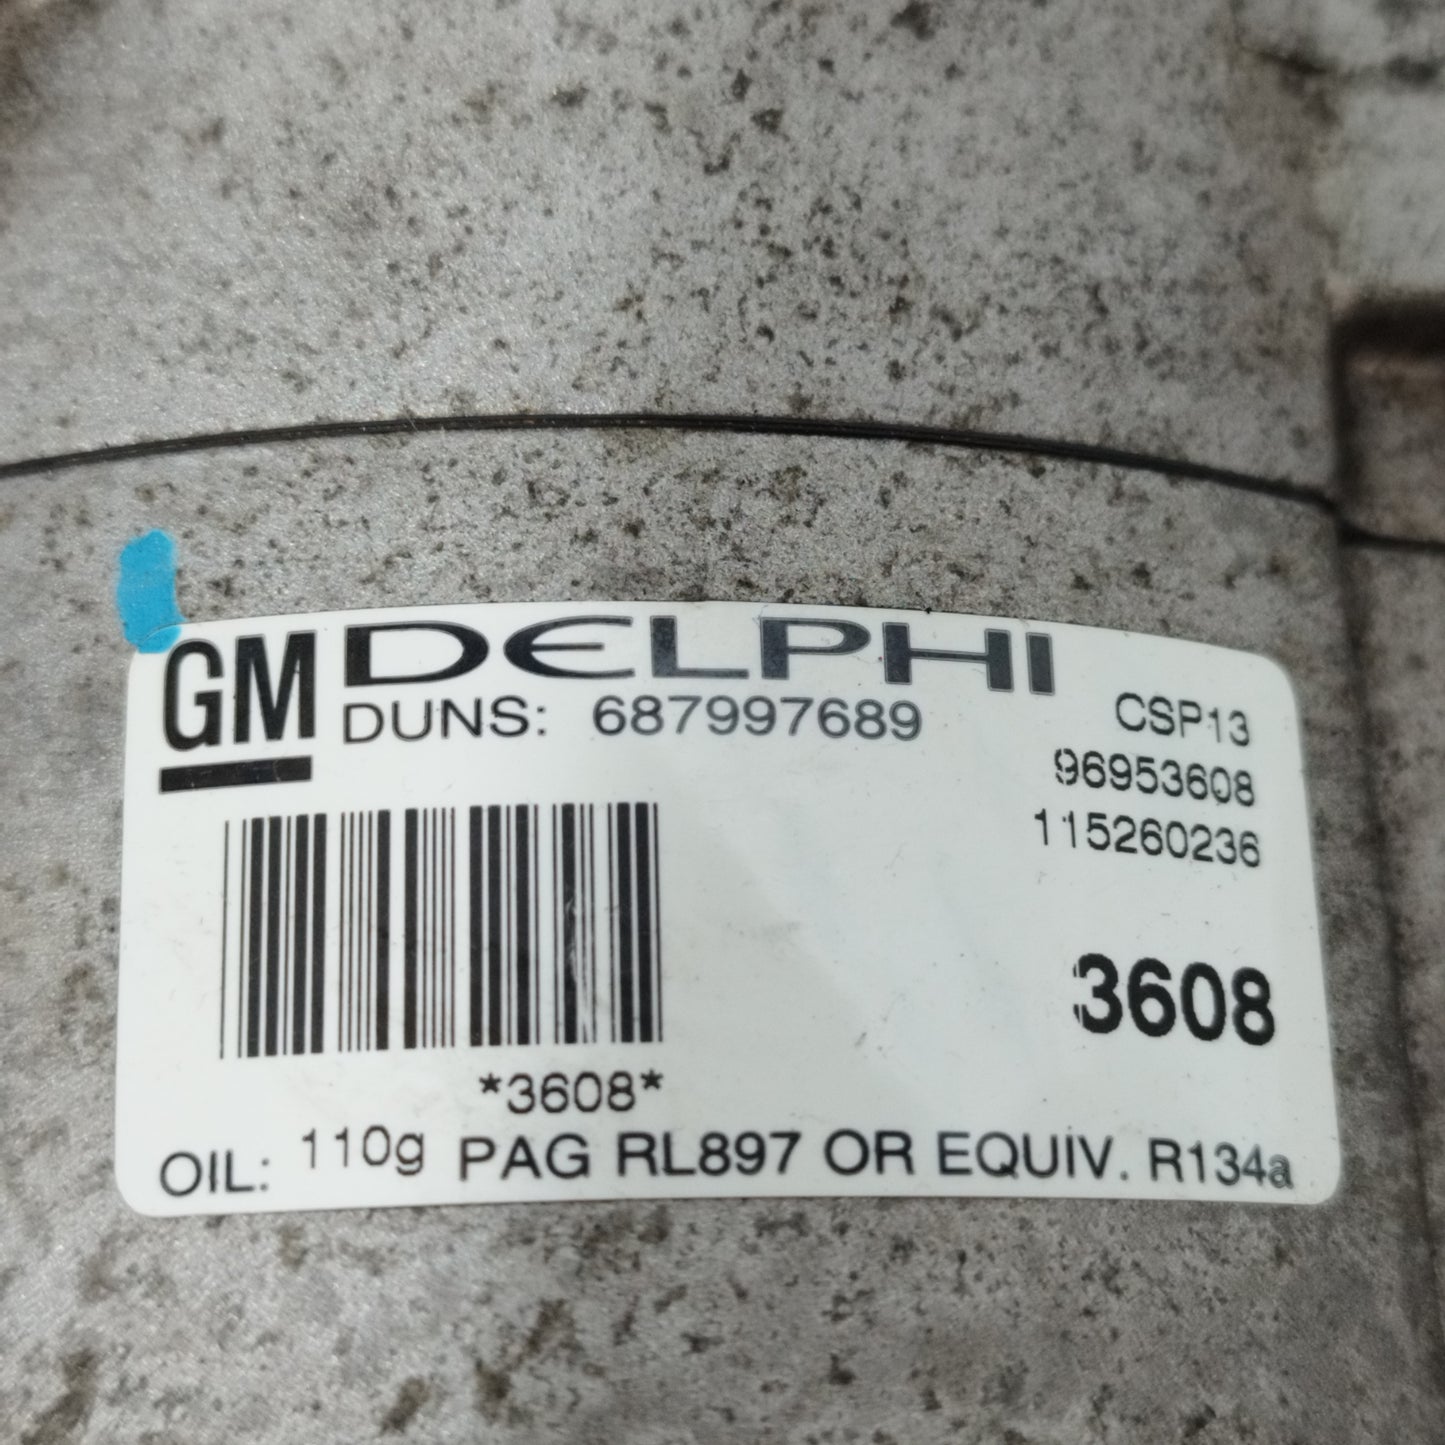 GM DELPHI
DUNS: 687997689
CSP13
96953608
115260236
3608
*3608*
OIL: 110g PAG RL897 OR EQUIV. R134a